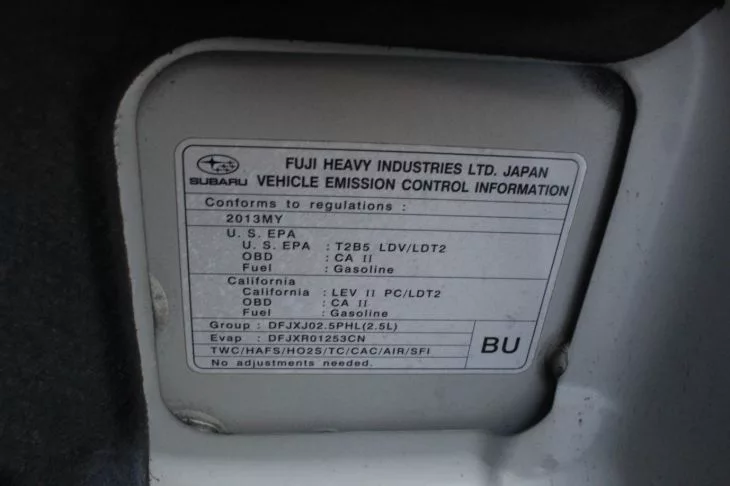 SUBARU
FUJI HEAVY INDUSTRIES LTD. JAPAN
VEHICLE EMISSION CONTROL INFORMATION
Conforms to regulations :
2013MY
U. S. EPA
U. S. EPA : T2B5 LDV/LDT2
OBD : CA II
Fuel : Gasoline
California
California : LEV II PC/LDT2
OBD : CA II
Fuel : Gasoline
Group : DFJXJ02.5PHL(2.5L)
Evap : DFJXR01253CN
TWC/HAFS/HO2S/TC/CAC/AIR/SFI
No adjustments needed.
BU